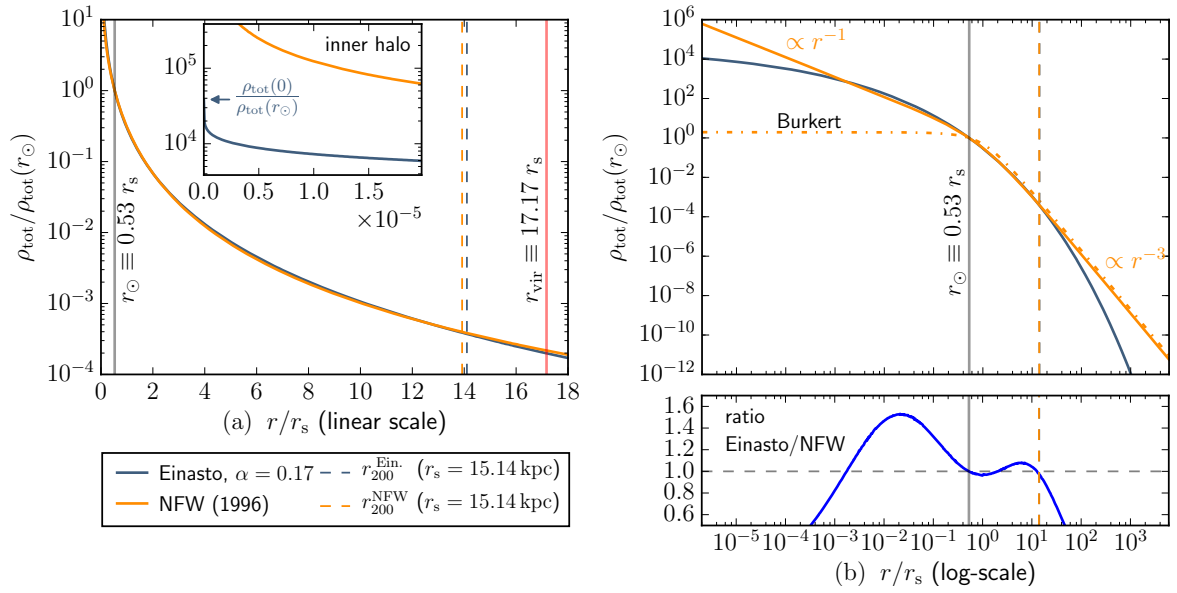 10^1
10^0
10^{-1}
10^{-2}
10^{-3}
10^{-4}
ρ_tot/ρ_tot(r_⊙)
0 2 4 6 8 10 12 14 16 18
(a) r/r_s (linear scale)
r_⊙ ≡ 0.53 r_s
r_vir ≡ 17.17 r_s
inner halo
10^5
10^4
ρ_tot(0)
ρ_tot(r_⊙)
0.0 0.5 1.0 1.5
×10^{-5}
Einasto, α = 0.17
NFW (1996)
r_200^Ein. (r_s = 15.14 kpc)
r_200^NFW (r_s = 15.14 kpc)
10^6
10^4
10^2
10^0
10^{-2}
10^{-4}
10^{-6}
10^{-8}
10^{-10}
10^{-12}
ρ_tot/ρ_tot(r_⊙)
∝ r^{-1}
Burkert
r_⊙ ≡ 0.53 r_s
∝ r^{-3}
1.6
1.4
1.2
1.0
0.8
0.6
ratio
Einasto/NFW
10^{-5} 10^{-4} 10^{-3} 10^{-2} 10^{-1} 10^0 10^1 10^2 10^3
(b) r/r_s (log-scale)